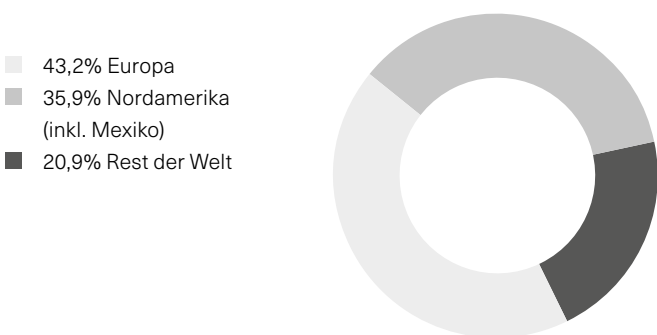 43,2% Europa
35,9% Nordamerika
(inkl. Mexiko)
20,9% Rest der Welt